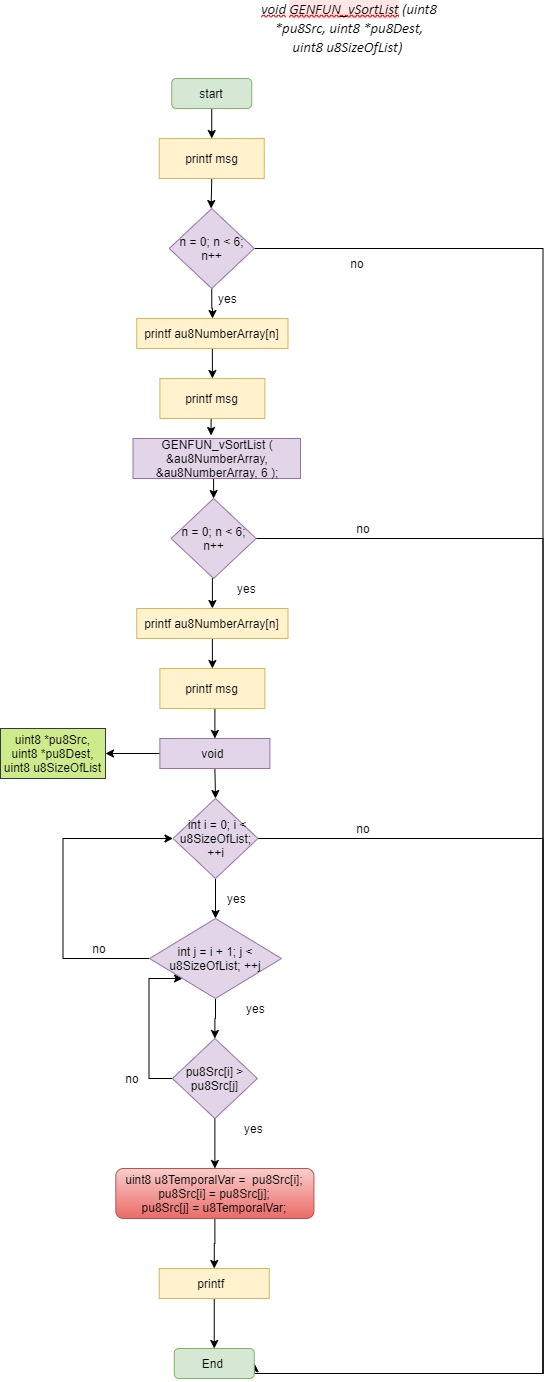 void GENFUN_vSortList (uint8
*pu8Src, uint8 *pu8Dest,
uint8 u8SizeOfList)
start
printf msg
n = 0; n < 6;
n++
no
yes
printf au8NumberArray[n]
printf msg
GENFUN_vSortList (
&au8NumberArray,
&au8NumberArray, 6 );
n = 0; n < 6;
n++
no
yes
printf au8NumberArray[n]
printf msg
uint8 *pu8Src,
uint8 *pu8Dest,
uint8 u8SizeOfList
void
int i = 0; i <
u8SizeOfList;
++i
no
yes
int j = i + 1; j <
u8SizeOfList; ++j
no
yes
pu8Src[i] >
pu8Src[j]
no
yes
uint8 u8TemporalVar = pu8Src[i];
pu8Src[i] = pu8Src[j];
pu8Src[j] = u8TemporalVar;
printf
End